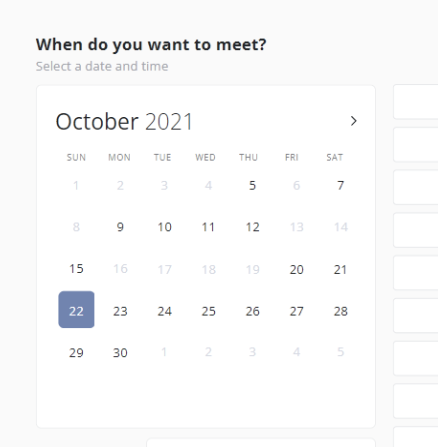 When do you want to meet?
Select a date and time
October 2021
SUN MON TUE WED THU FRI SAT
1 2 3 4 5 6 7
8 9 10 11 12 13 14
15 16 17 18 19 20 21
22 23 24 25 26 27 28
29 30 1 2 3 4 5